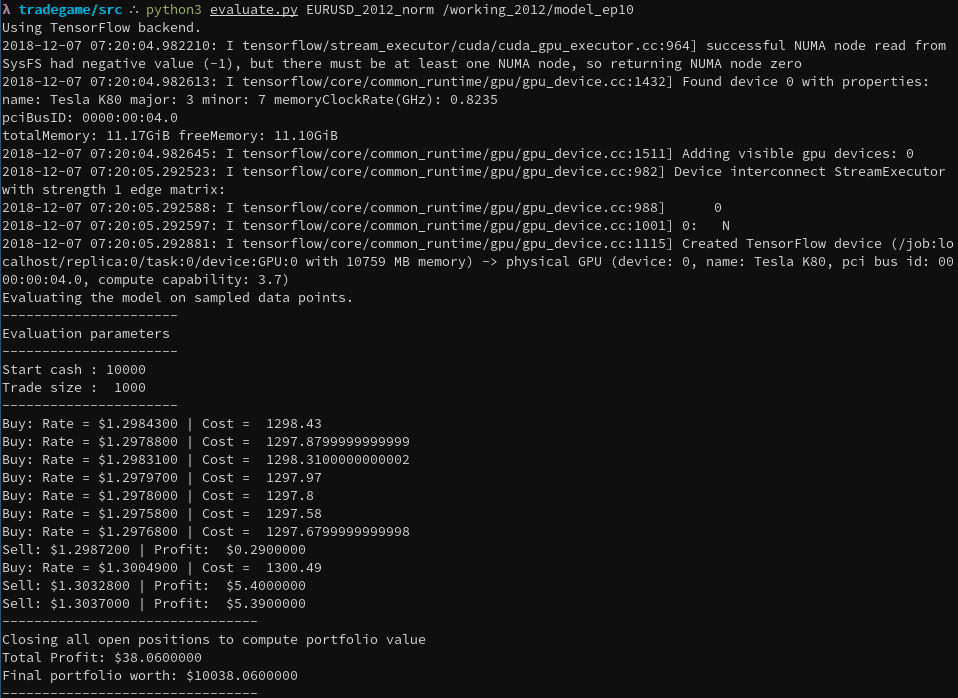 λ tradegame/src ∴ python3 evaluate.py EURUSD_2012_norm /working_2012/model_ep10
Using TensorFlow backend.
2018-12-07 07:20:04.982210: I tensorflow/stream_executor/cuda/cuda_gpu_executor.cc:964] successful NUMA node read from
SysFS had negative value (-1), but there must be at least one NUMA node, so returning NUMA node zero
2018-12-07 07:20:04.982613: I tensorflow/core/common_runtime/gpu/gpu_device.cc:1432] Found device 0 with properties:
name: Tesla K80 major: 3 minor: 7 memoryClockRate(GHz): 0.8235
pciBusID: 0000:00:04.0
totalMemory: 11.17GiB freeMemory: 11.10GiB
2018-12-07 07:20:04.982645: I tensorflow/core/common_runtime/gpu/gpu_device.cc:1511] Adding visible gpu devices: 0
2018-12-07 07:20:05.292523: I tensorflow/core/common_runtime/gpu/gpu_device.cc:982] Device interconnect StreamExecutor
with strength 1 edge matrix:
2018-12-07 07:20:05.292588: I tensorflow/core/common_runtime/gpu/gpu_device.cc:988]      0
2018-12-07 07:20:05.292597: I tensorflow/core/common_runtime/gpu/gpu_device.cc:1001] 0:   N
2018-12-07 07:20:05.292881: I tensorflow/core/common_runtime/gpu/gpu_device.cc:1115] Created TensorFlow device (/job:lo
calhost/replica:0/task:0/device:GPU:0 with 10759 MB memory) -> physical GPU (device: 0, name: Tesla K80, pci bus id: 00
00:00:04.0, compute capability: 3.7)
Evaluating the model on sampled data points.
----------------------
Evaluation parameters
----------------------
Start cash : 10000
Trade size :  1000
----------------------
Buy: Rate = $1.2984300 | Cost =  1298.43
Buy: Rate = $1.2978800 | Cost =  1297.8799999999999
Buy: Rate = $1.2983100 | Cost =  1298.3100000000002
Buy: Rate = $1.2979700 | Cost =  1297.97
Buy: Rate = $1.2978000 | Cost =  1297.8
Buy: Rate = $1.2975800 | Cost =  1297.58
Buy: Rate = $1.2976800 | Cost =  1297.6799999999998
Sell: $1.2987200 | Profit:  $0.2900000
Buy: Rate = $1.3004900 | Cost =  1300.49
Sell: $1.3032800 | Profit:  $5.4000000
Sell: $1.3037000 | Profit:  $5.3900000
--------------------------------
Closing all open positions to compute portfolio value
Total Profit: $38.0600000
Final portfolio worth: $10038.0600000
--------------------------------